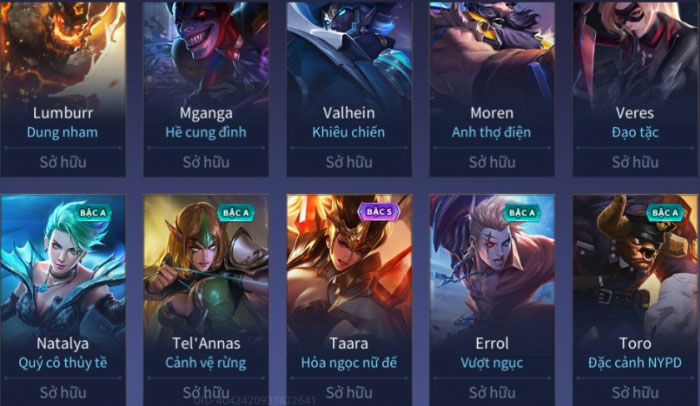 Lumburr Mganga Valhein Moren Veres
Dung nham Hề cung đình Khiêu chiến Anh thợ điện Đạo tặc
Sở hữu Sở hữu Sở hữu Sở hữu Sở hữu
BẬC A BẬC A BẬC S BẬC A BẬC A
Natalya Tel'Annas Taara Errol Toro
Quý cô thủy tề Cảnh vệ rừng Hỏa ngọc nữ đế Vượt ngục Đặc cảnh NYPD
Sở hữu Sở hữu Sở hữu Sở hữu Sở hữu
UID: 4042420937622641